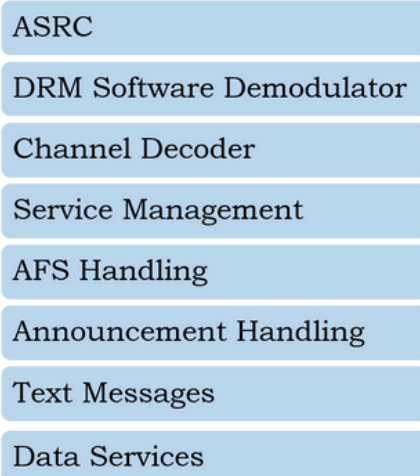 ASRC
DRM Software Demodulator
Channel Decoder
Service Management
AFS Handling
Announcement Handling
Text Messages
Data Services